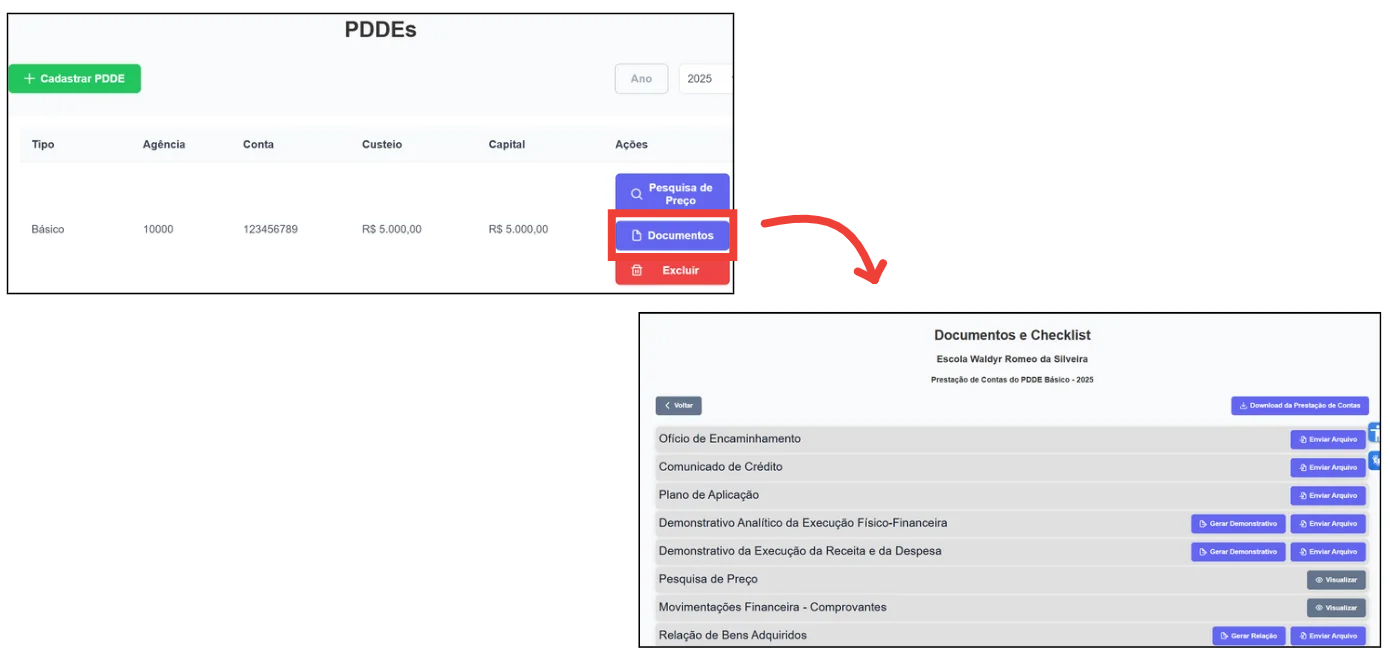 PDDEs
Cadastrar PDDE
Ano
2025
Tipo Agência Conta Custeio Capital Ações
Pesquisa de
Preço
Básico 10000 123456789 R$ 5.000,00 R$ 5.000,00
Documentos
Excluir
Documentos e Checklist
Escola Waldyr Romeo da Silveira
Prestação de Contas do PDDE Básico - 2025
Voltar
Download da Prestação de Contas
Ofício de Encaminhamento Enviar Arquivo
Comunicado de Crédito Enviar Arquivo
Plano de Aplicação Enviar Arquivo
Demonstrativo Analítico da Execução Físico-Financeira Gerar Demonstrativo Enviar Arquivo
Demonstrativo da Execução da Receita e da Despesa Gerar Demonstrativo Enviar Arquivo
Pesquisa de Preço Visualizar
Movimentações Financeira - Comprovantes Visualizar
Relação de Bens Adquiridos Gerar Relação Enviar Arquivo